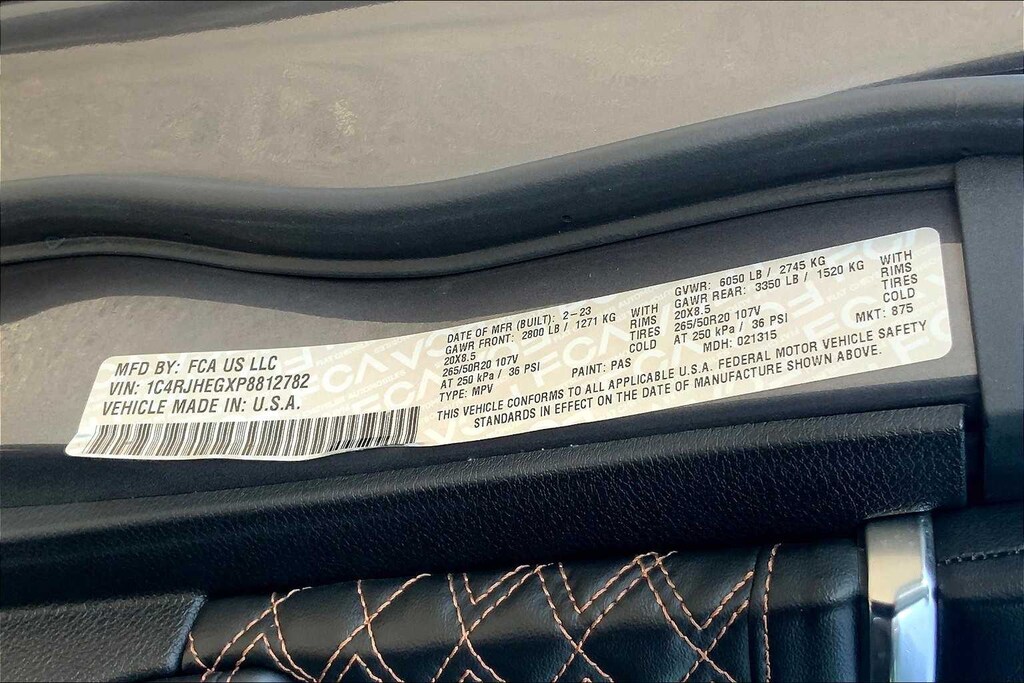 MFD BY: FCA US LLC
VIN: 1C4RJHEGXP8812782
VEHICLE MADE IN: U.S.A.
DATE OF MFR (BUILT): 2-23
GAWR FRONT: 2800 LB / 1271 KG WITH
20X8.5 RIMS
265/50R20 107V TIRES
AT 250 kPa / 36 PSI COLD
TYPE: MPV PAINT: PAS
GVWR: 6050 LB / 2745 KG
GAWR REAR: 3350 LB / 1520 KG WITH
20X8.5 RIMS
265/50R20 107V TIRES
AT 250 kPa / 36 PSI COLD
MDH: 021315 MKT: 875
THIS VEHICLE CONFORMS TO ALL APPLICABLE U.S.A. FEDERAL MOTOR VEHICLE SAFETY
STANDARDS IN EFFECT ON THE DATE OF MANUFACTURE SHOWN ABOVE.